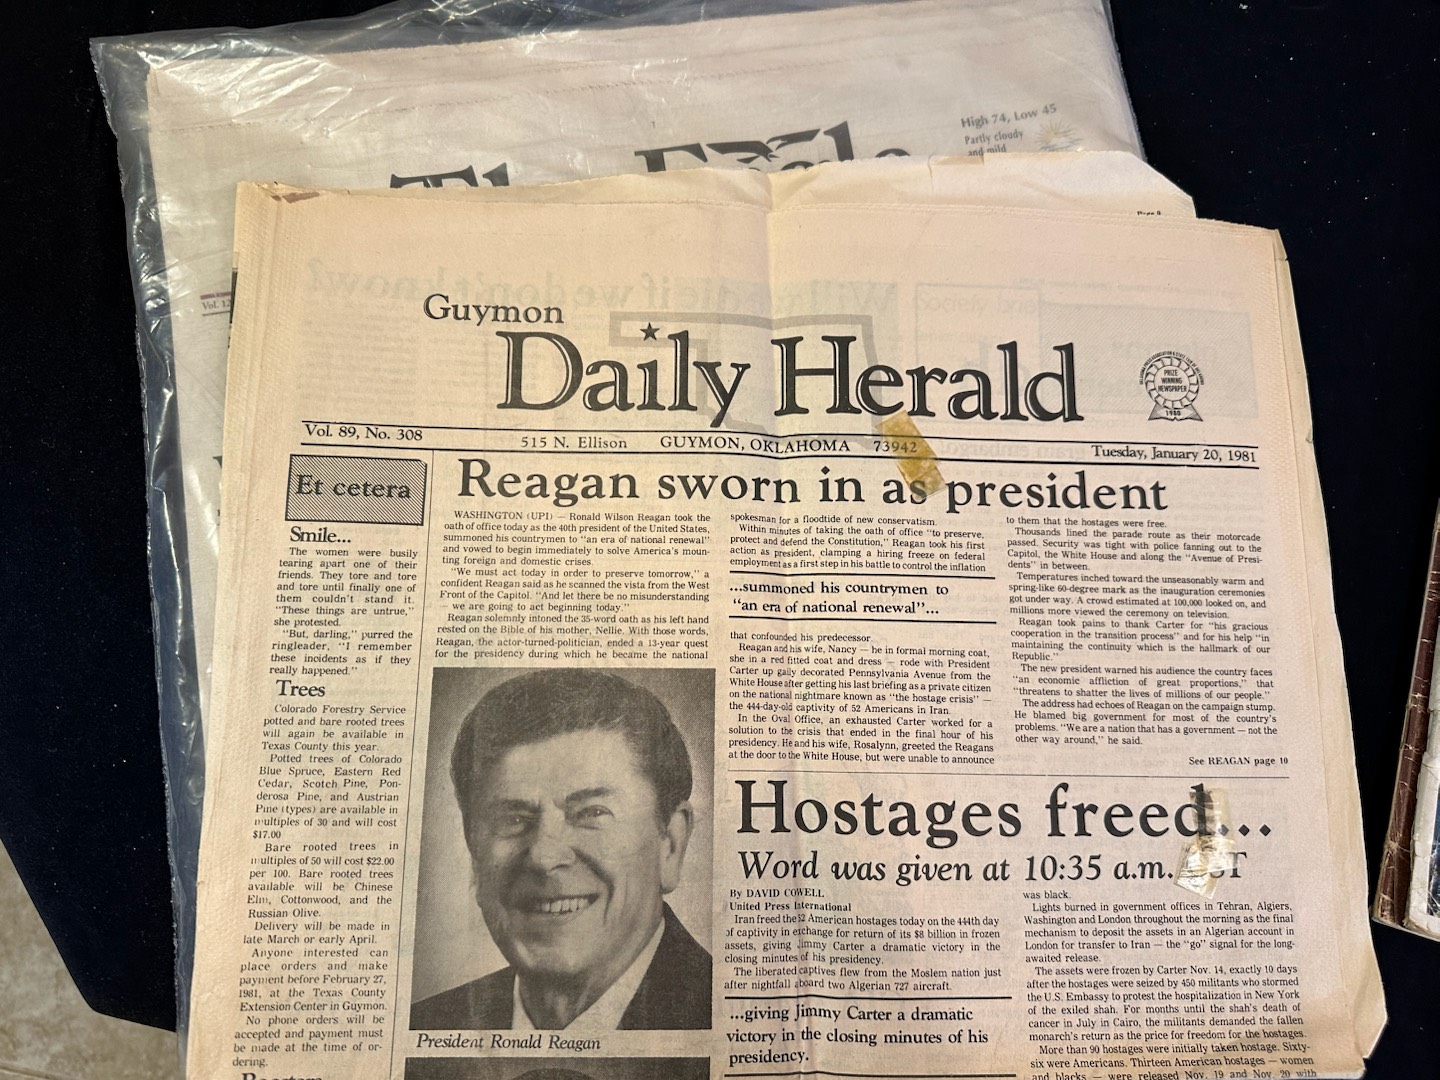 High 74, Low 45
Partly cloudy
and mild
The Eagle
Guymon
Daily Herald
PRIZE
WINNING
NEWSPAPER
1980
Vol. 89, No. 308
515 N. Ellison GUYMON, OKLAHOMA 73942
Tuesday, January 20, 1981
Et cetera
Smile...
The women were busily
tearing apart one of their
friends. They tore and tore
and tore until finally one of
them couldn't stand it.
"These things are untrue,"
she protested.
"But, darling," purred the
ringleader, "I remember
these incidents as if they
really happened."
Trees
Colorado Forestry Service
potted and bare rooted trees
will again be available in
Texas County this year.
Potted trees of Colorado
Blue Spruce, Eastern Red
Cedar, Scotch Pine, Pon-
derosa Pine, and Austrian
Pine (types) are available in
multiples of 30 and will cost
$17.00
Bare rooted trees in
multiples of 50 will cost $22.00
per 100. Bare rooted trees
available will be Chinese
Elm, Cottonwood, and the
Russian Olive.
Delivery will be made in
late March or early April.
Anyone interested can
place orders and make
payment before February 27,
1981, at the Texas County
Extension Center in Guymon.
No phone orders will be
accepted and payment must
be made at the time of or-
dering.
Reagan sworn in as president
WASHINGTON (UPI) — Ronald Wilson Reagan took the
oath of office today as the 40th president of the United States,
summoned his countrymen to "an era of national renewal"
and vowed to begin immediately to solve America's moun-
ting foreign and domestic crises.
"We must act today in order to preserve tomorrow," a
confident Reagan said as he scanned the vista from the West
Front of the Capitol. "And let there be no misunderstanding
— we are going to act beginning today."
Reagan solemnly intoned the 35-word oath as his left hand
rested on the Bible of his mother, Nellie. With those words,
Reagan, the actor-turned-politician, ended a 13-year quest
for the presidency during which he became the national
President Ronald Reagan
spokesman for a floodtide of new conservatism.
Within minutes of taking the oath of office "to preserve,
protect and defend the Constitution," Reagan took his first
action as president, clamping a hiring freeze on federal
employment as a first step in his battle to control the inflation
...summoned his countrymen to
"an era of national renewal"...
that confounded his predecessor.
Reagan and his wife, Nancy — he in formal morning coat,
she in a red fitted coat and dress — rode with President
Carter up gaily decorated Pennsylvania Avenue from the
White House after getting his last briefing as a private citizen
on the national nightmare known as "the hostage crisis" —
the 444-day-old captivity of 52 Americans in Iran.
In the Oval Office, an exhausted Carter worked for a
solution to the crisis that ended in the final hour of his
presidency. He and his wife, Rosalynn, greeted the Reagans
at the door to the White House, but were unable to announce
to them that the hostages were free.
Thousands lined the parade route as their motorcade
passed. Security was tight with police fanning out to the
Capitol, the White House and along the "Avenue of Presi-
dents" in between.
Temperatures inched toward the unseasonably warm and
spring-like 60-degree mark as the inauguration ceremonies
got under way. A crowd estimated at 100,000 looked on, and
millions more viewed the ceremony on television.
Reagan took pains to thank Carter for "his gracious
cooperation in the transition process" and for his help "in
maintaining the continuity which is the hallmark of our
Republic."
The new president warned his audience the country faces
"an economic affliction of great proportions," that
"threatens to shatter the lives of millions of our people."
The address had echoes of Reagan on the campaign stump.
He blamed big government for most of the country's
problems. "We are a nation that has a government — not the
other way around," he said.
See REAGAN page 10
Hostages freed...
Word was given at 10:35 a.m.
By DAVID COWELL
United Press International
Iran freed the 52 American hostages today on the 444th day
of captivity in exchange for return of its $8 billion in frozen
assets, giving Jimmy Carter a dramatic victory in the
closing minutes of his presidency.
The liberated captives flew from the Moslem nation just
after nightfall aboard two Algerian 727 aircraft.
...giving Jimmy Carter a dramatic
victory in the closing minutes of his
presidency.
was black.
Lights burned in government offices in Tehran, Algiers,
Washington and London throughout the morning as the final
mechanism to deposit the assets in an Algerian account in
London for transfer to Iran — the "go" signal for the long-
awaited release.
The assets were frozen by Carter Nov. 14, exactly 10 days
after the hostages were seized by 450 militants who stormed
the U.S. Embassy to protest the hospitalization in New York
of the exiled shah. For months until the shah's death of
cancer in July in Cairo, the militants demanded the fallen
monarch's return as the price for freedom for the hostages.
More than 90 hostages were initially taken hostage. Sixty-
six were Americans. Thirteen American hostages — women
and blacks — were released Nov. 19 and Nov. 20 with